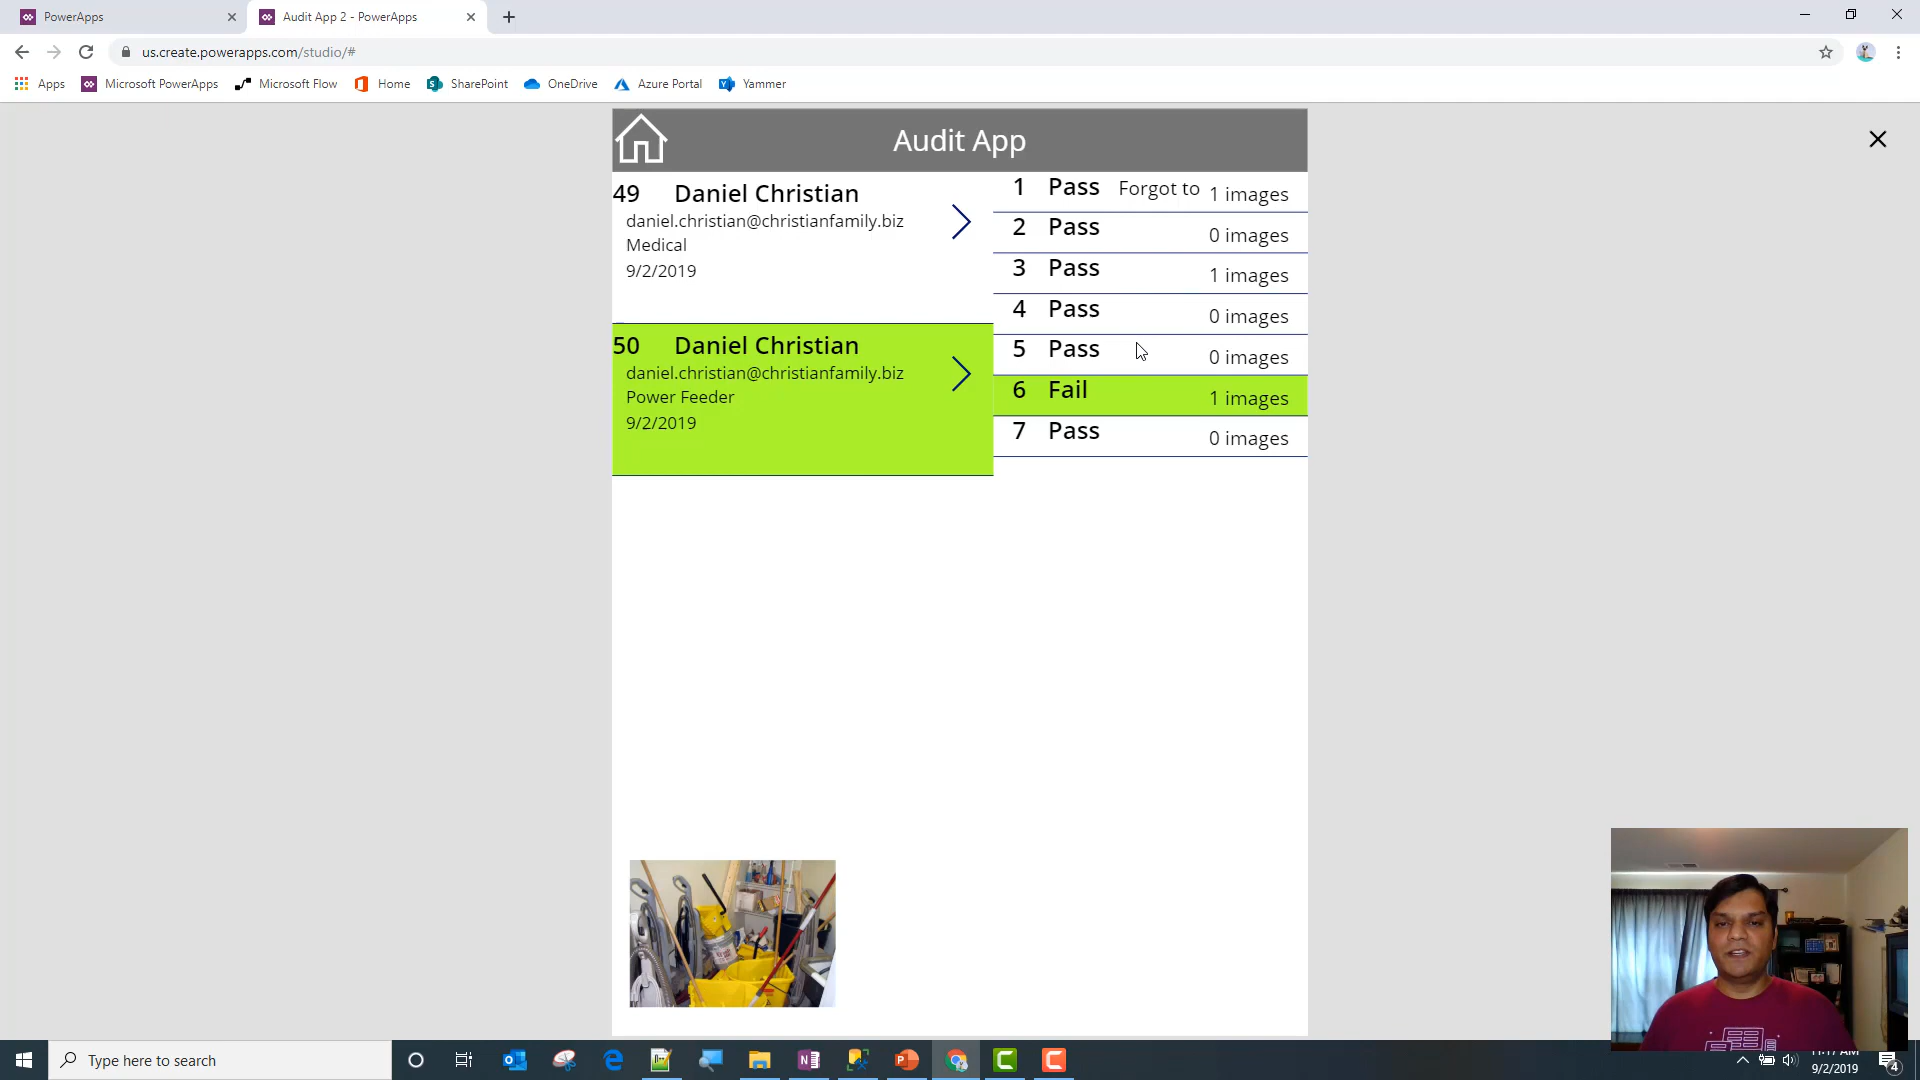 PowerApps
Audit App 2 - PowerApps
us.create.powerapps.com/studio/#
Apps
Microsoft PowerApps
Microsoft Flow
Home
SharePoint
OneDrive
Azure Portal
Yammer
Audit App
49 Daniel Christian
daniel.christian@christianfamily.biz
Medical
9/2/2019
50 Daniel Christian
daniel.christian@christianfamily.biz
Power Feeder
9/2/2019
1 Pass Forgot to 1 images
2 Pass 0 images
3 Pass 1 images
4 Pass 0 images
5 Pass 0 images
6 Fail 1 images
7 Pass 0 images
Type here to search
11:17 AM
9/2/2019
4